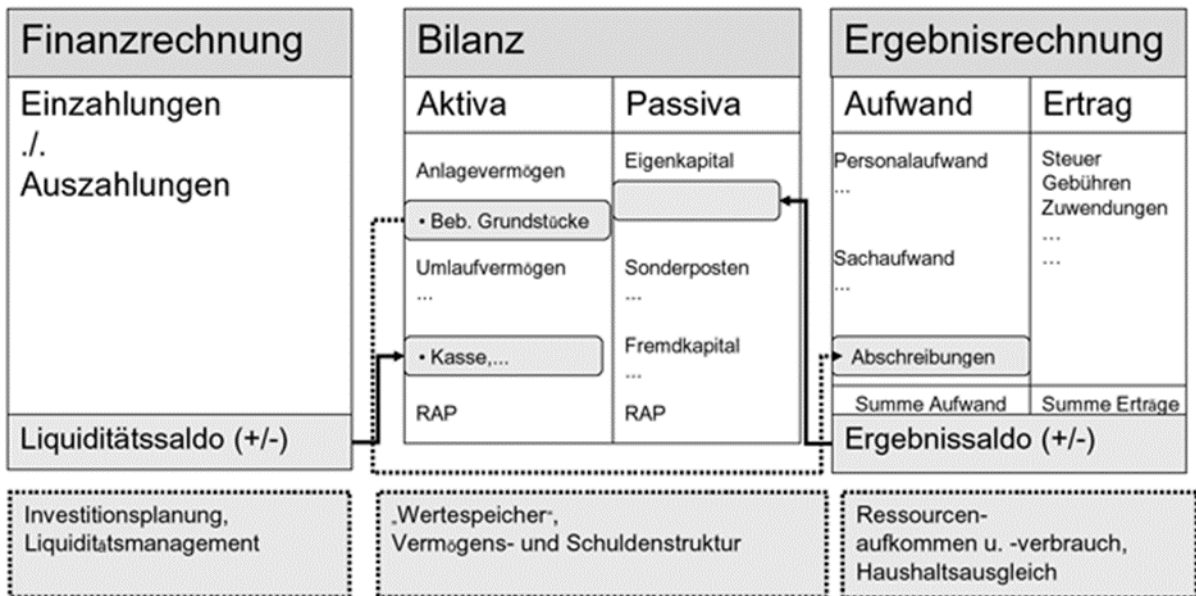 Finanzrechnung
Einzahlungen
./.
Auszahlungen
Liquiditätssaldo (+/-)
Investitionsplanung,
Liquiditätsmanagement
Bilanz
Aktiva
Anlagevermögen
• Beb. Grundstücke
Umlaufvermögen
...
• Kasse,...
RAP
Passiva
Eigenkapital
Sonderposten
...
Fremdkapital
...
RAP
„Wertespeicher“,
Vermögens- und Schuldenstruktur
Ergebnisrechnung
Aufwand
Personalaufwand
...
Sachaufwand
...
Abschreibungen
Summe Aufwand
Ertrag
Steuer
Gebühren
Zuwendungen
...
...
Summe Erträge
Ergebnissaldo (+/-)
Ressourcen-
aufkommen u. -verbrauch,
Haushaltsausgleich